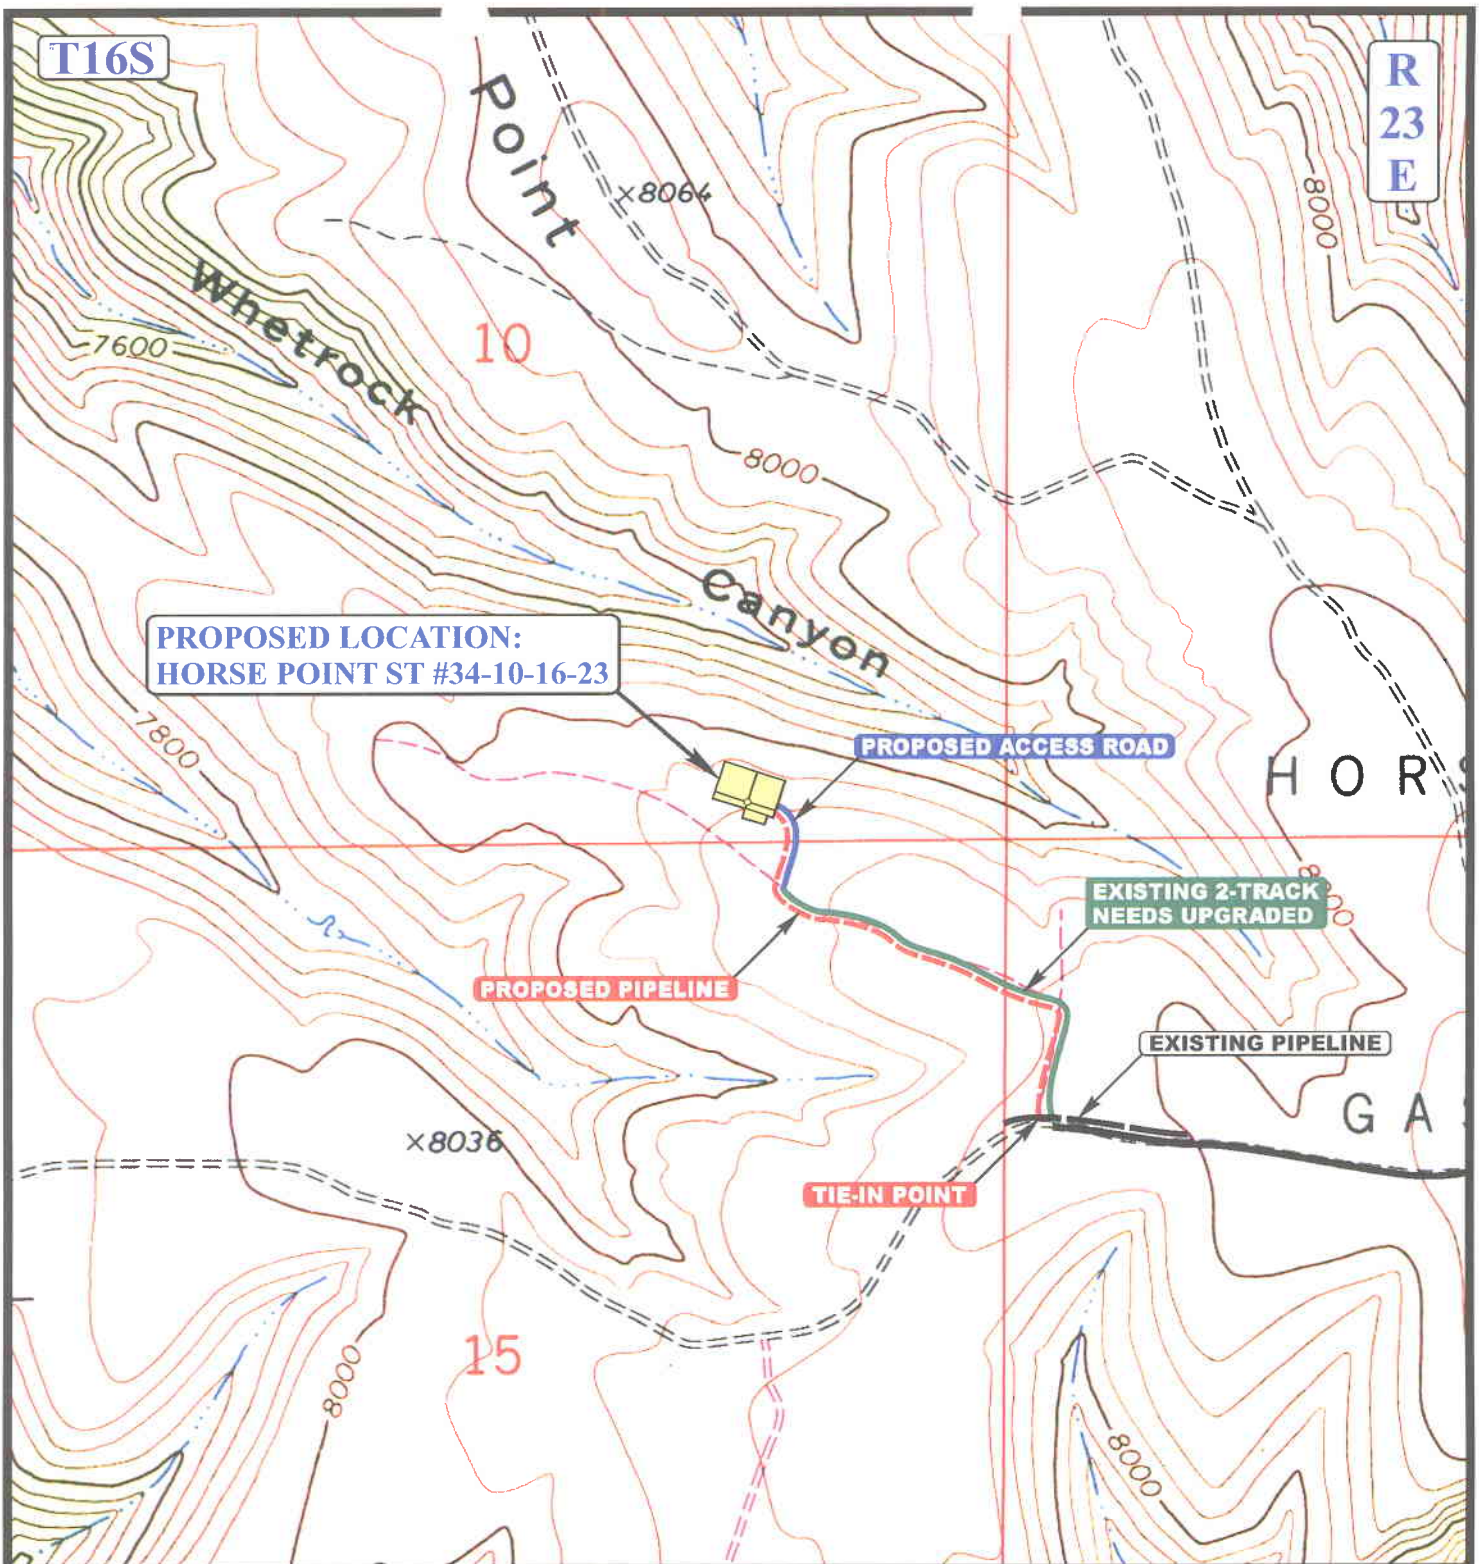 T16S
R
23
E
Point
×8064
8000
Whetrock
10
7600
8000
Canyon
PROPOSED LOCATION:
HORSE POINT ST #34-10-16-23
7800
PROPOSED ACCESS ROAD
HOR
8000
EXISTING 2-TRACK
NEEDS UPGRADED
PROPOSED PIPELINE
EXISTING PIPELINE
GA
×8036
TIE-IN POINT
15
8000
8000